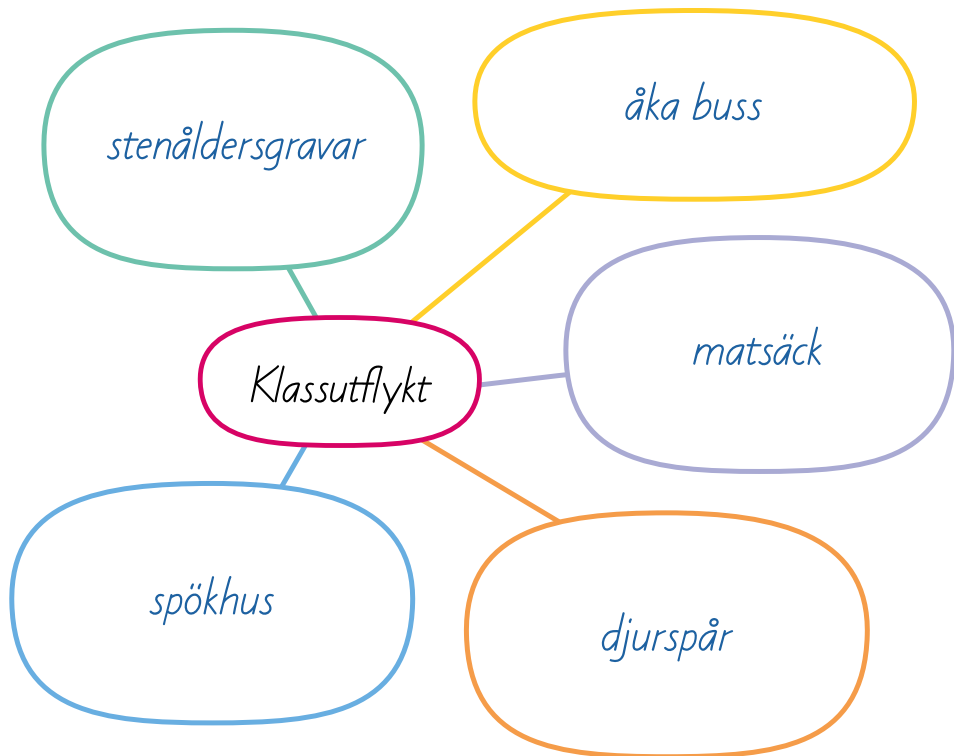 stenåldersgravar
åka buss
matsäck
Klassutflykt
spökhus
djurspår